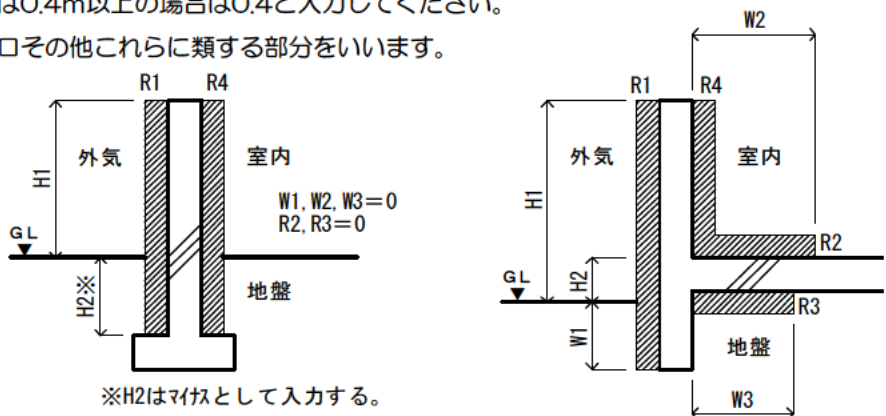 は0.4m以上の場合は0.4と入力してください。
口その他これらに類する部分をいいます。
R1 R4
H1
外気
室内
W1, W2, W3=0
R2, R3=0
GL
H2※
地盤
※H2はマイナスとして入力する。
W2
R1 R4
H1
外気
室内
R2
GL
H2
R3
W1
地盤
W3